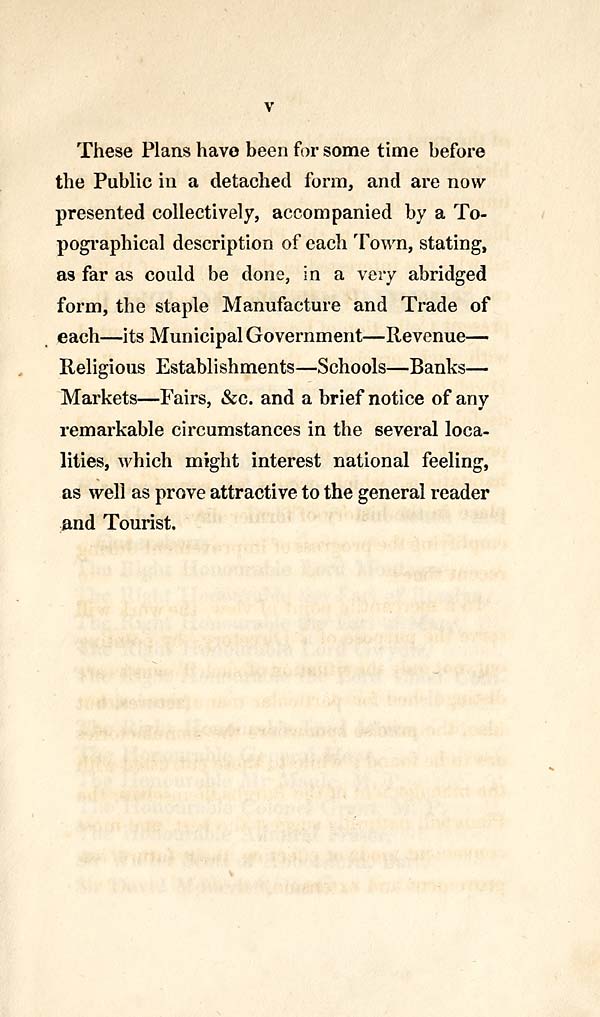 v
These Plans have been for some time before
the Public in a detached form, and are now
presented collectively, accompanied by a To-
pographical description of each Town, stating,
as far as could be done, in a very abridged
form, the staple Manufacture and Trade of
each—its Municipal Government—Revenue—
Religious Establishments—Schools—Banks—
Markets—Fairs, &c. and a brief notice of any
remarkable circumstances in the several loca-
lities, which might interest national feeling,
as well as prove attractive to the general reader
and Tourist.